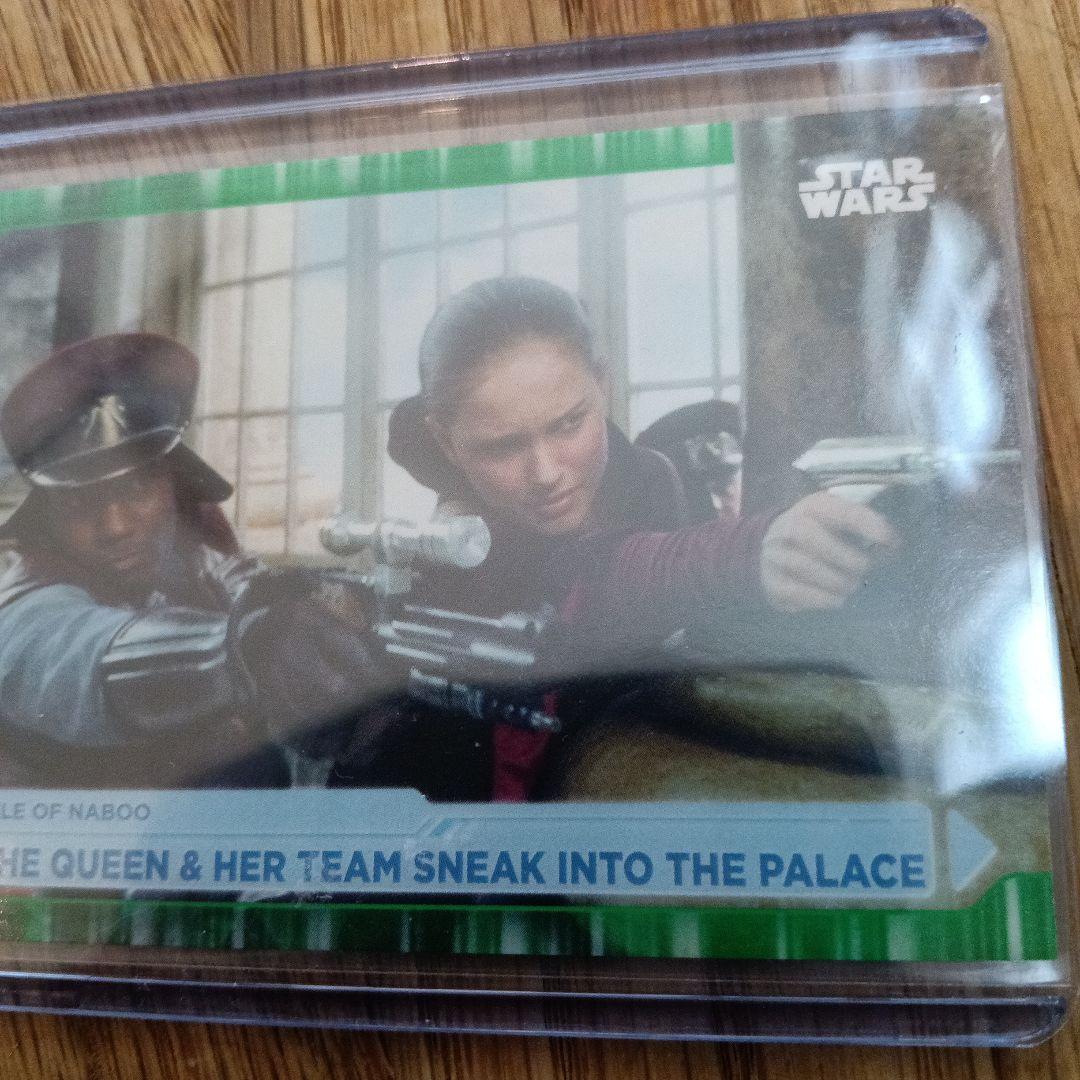 STAR
WARS
LE OF NABOO
HE QUEEN & HER TEAM SNEAK INTO THE PALACE